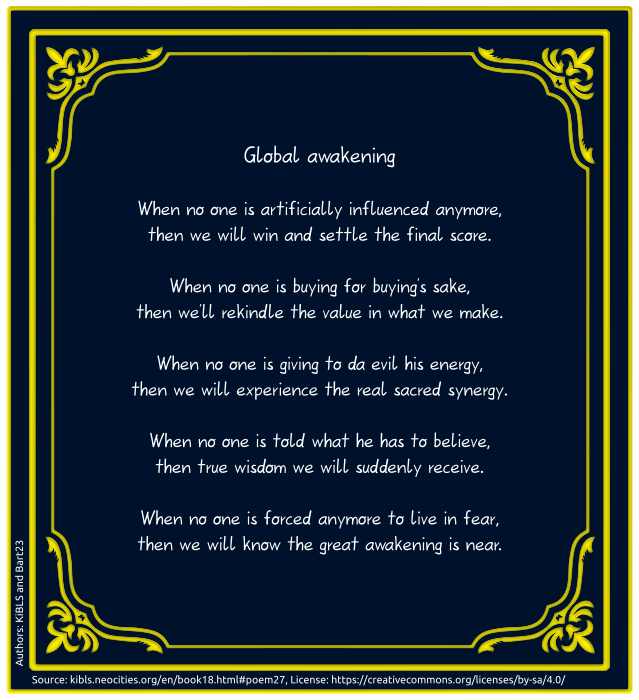 Global awakening
When no one is artificially influenced anymore,
then we will win and settle the final score.
When no one is buying for buying's sake,
then we'll rekindle the value in what we make.
When no one is giving to da evil his energy,
then we will experience the real sacred synergy.
When no one is told what he has to believe,
then true wisdom we will suddenly receive.
When no one is forced anymore to live in fear,
then we will know the great awakening is near.
Authors: KiBLS and Bart23
Source: kibls.neocities.org/en/book18.html#poem27, License: https://creativecommons.org/licenses/by-sa/4.0/